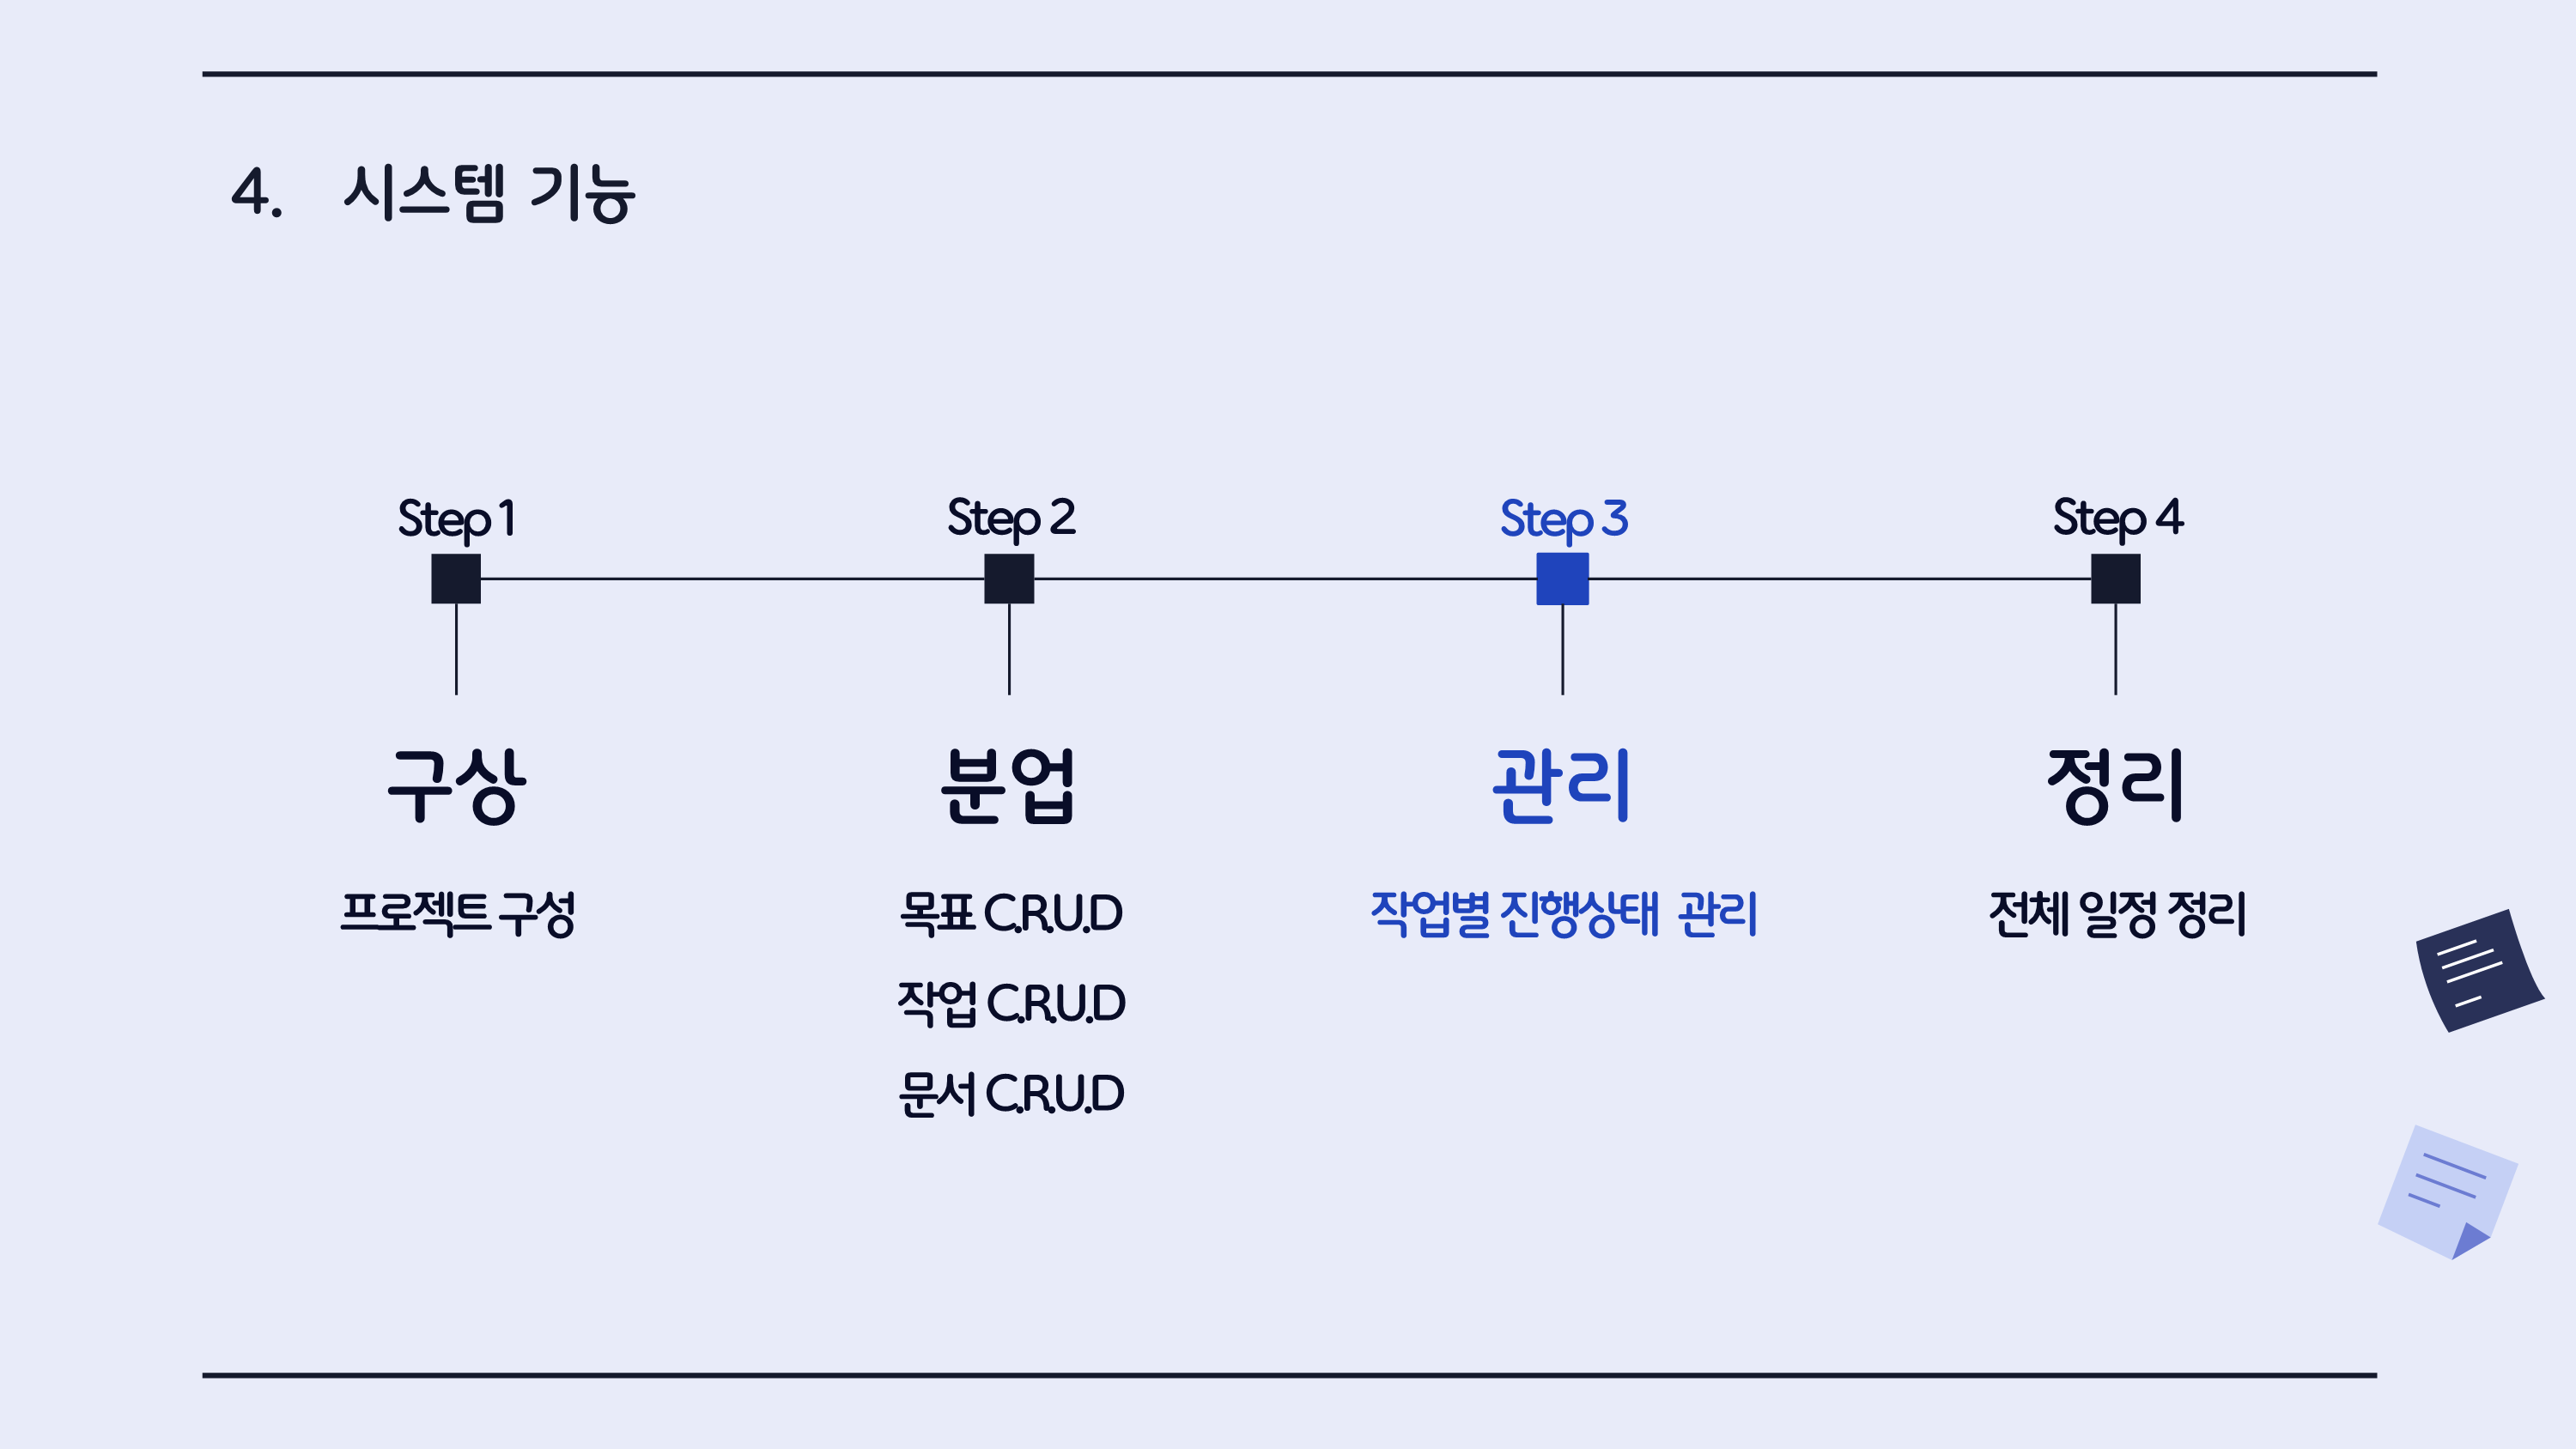 4. 시스템 기능
Step 1
Step 2
Step 3
Step 4
구상
분업
관리
정리
프로젝트 구성
목표 C.R.U.D
작업별 진행상태 관리
전체 일정 정리
작업 C.R.U.D
문서 C.R.U.D